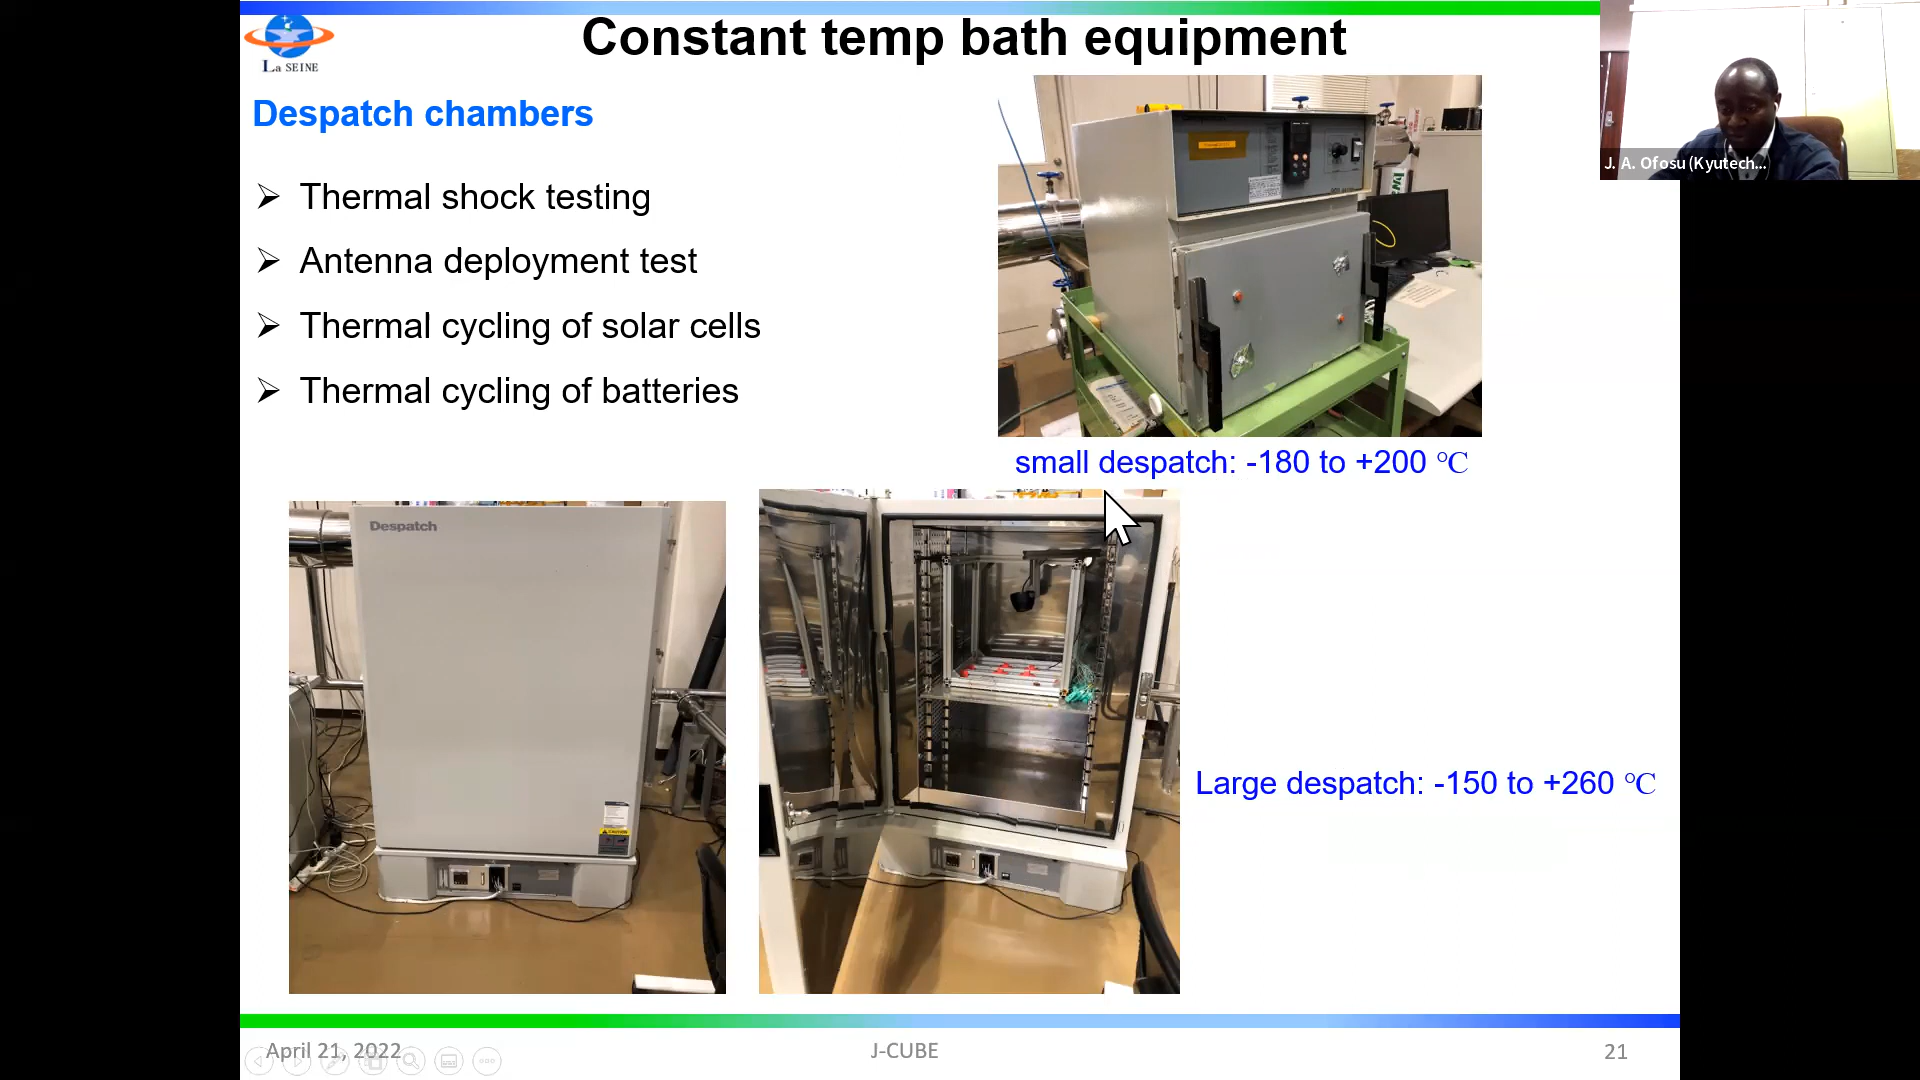 Constant temp bath equipment
La SEINE
Despatch chambers
Thermal shock testing
Antenna deployment test
Thermal cycling of solar cells
Thermal cycling of batteries
small despatch: -180 to +200 ℃
Despatch
CAUTION
Large despatch: -150 to +260 ℃
April 21, 2022
J-CUBE
21
J. A. Ofosu (Kyutech...